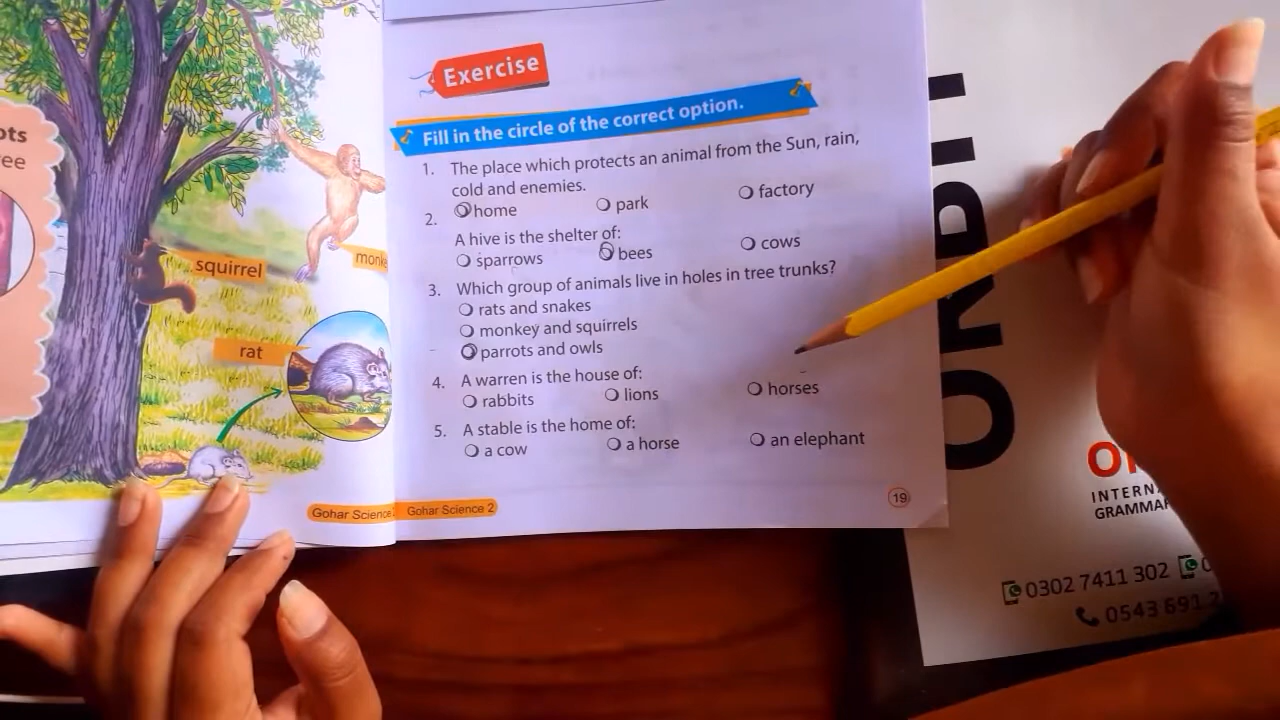 ots
ee
squirrel
monk
rat
Gohar Science
Exercise
Fill in the circle of the correct option.
1. The place which protects an animal from the Sun, rain,
cold and enemies.
home park factory
2.
A hive is the shelter of:
sparrows bees cows
3. Which group of animals live in holes in tree trunks?
rats and snakes
monkey and squirrels
parrots and owls
4. A warren is the house of:
rabbits lions horses
5. A stable is the home of:
a cow a horse an elephant
Gohar Science 2
19
ORBIT
INTERN
GRAMMA
0302 7411 302
0543 691